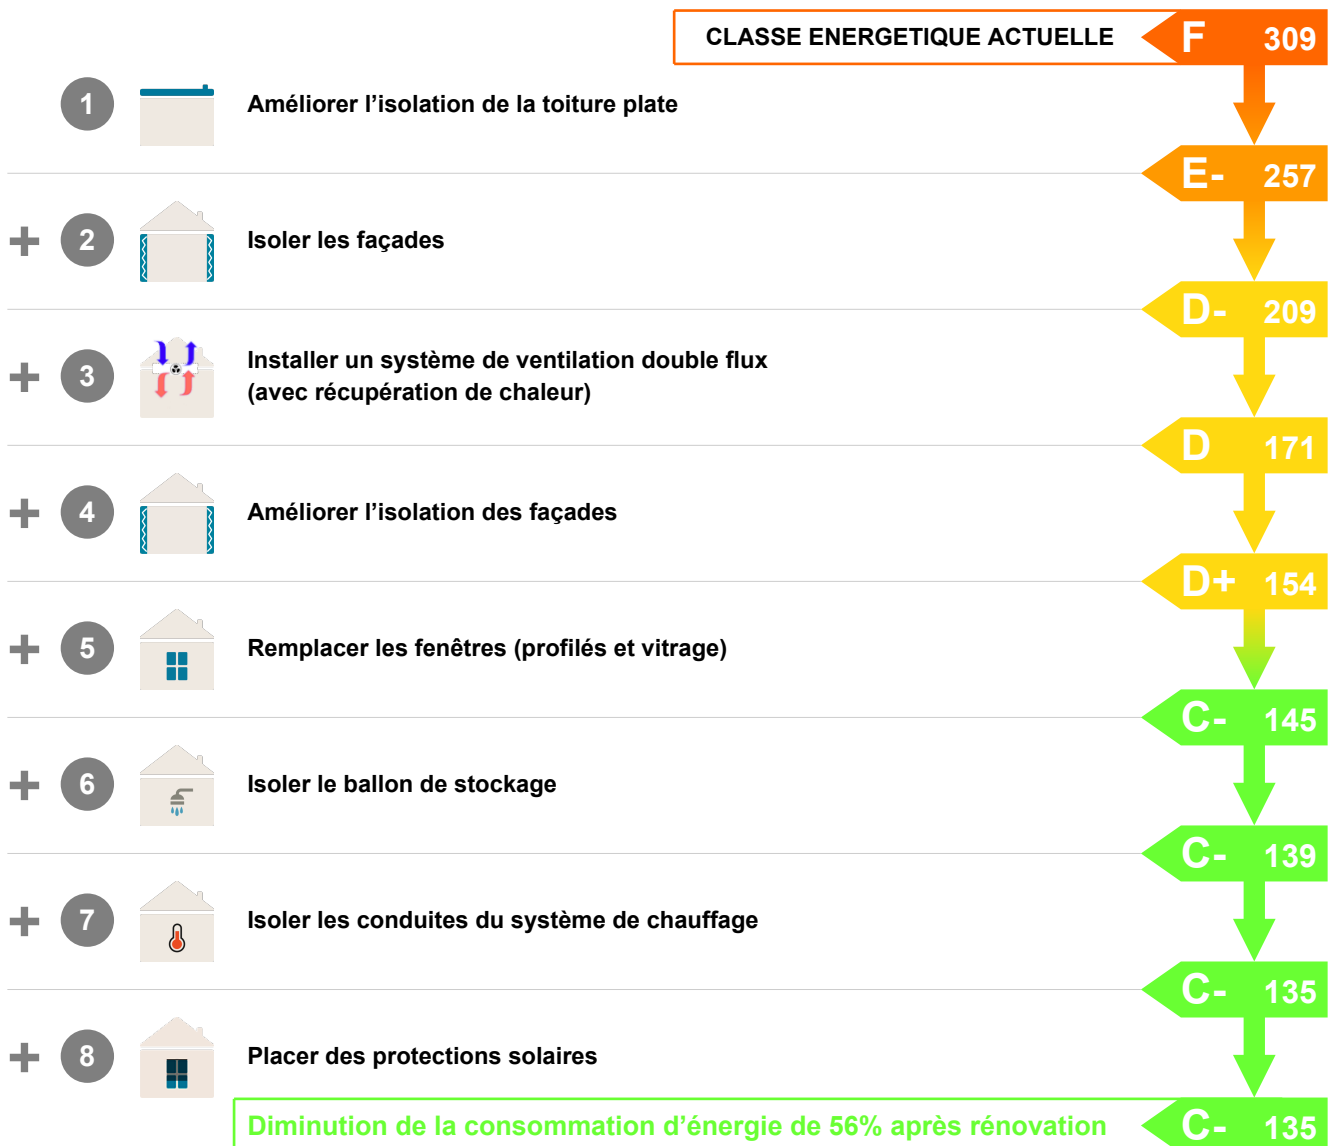 CLASSE ENERGETIQUE ACTUELLE F 309
1 Améliorer l'isolation de la toiture plate
E- 257
+ 2 Isoler les façades
D- 209
+ 3 Installer un système de ventilation double flux
(avec récupération de chaleur)
D 171
+ 4 Améliorer l'isolation des façades
D+ 154
+ 5 Remplacer les fenêtres (profilés et vitrage)
C- 145
+ 6 Isoler le ballon de stockage
C- 139
+ 7 Isoler les conduites du système de chauffage
C- 135
+ 8 Placer des protections solaires
Diminution de la consommation d'énergie de 56% après rénovation C- 135